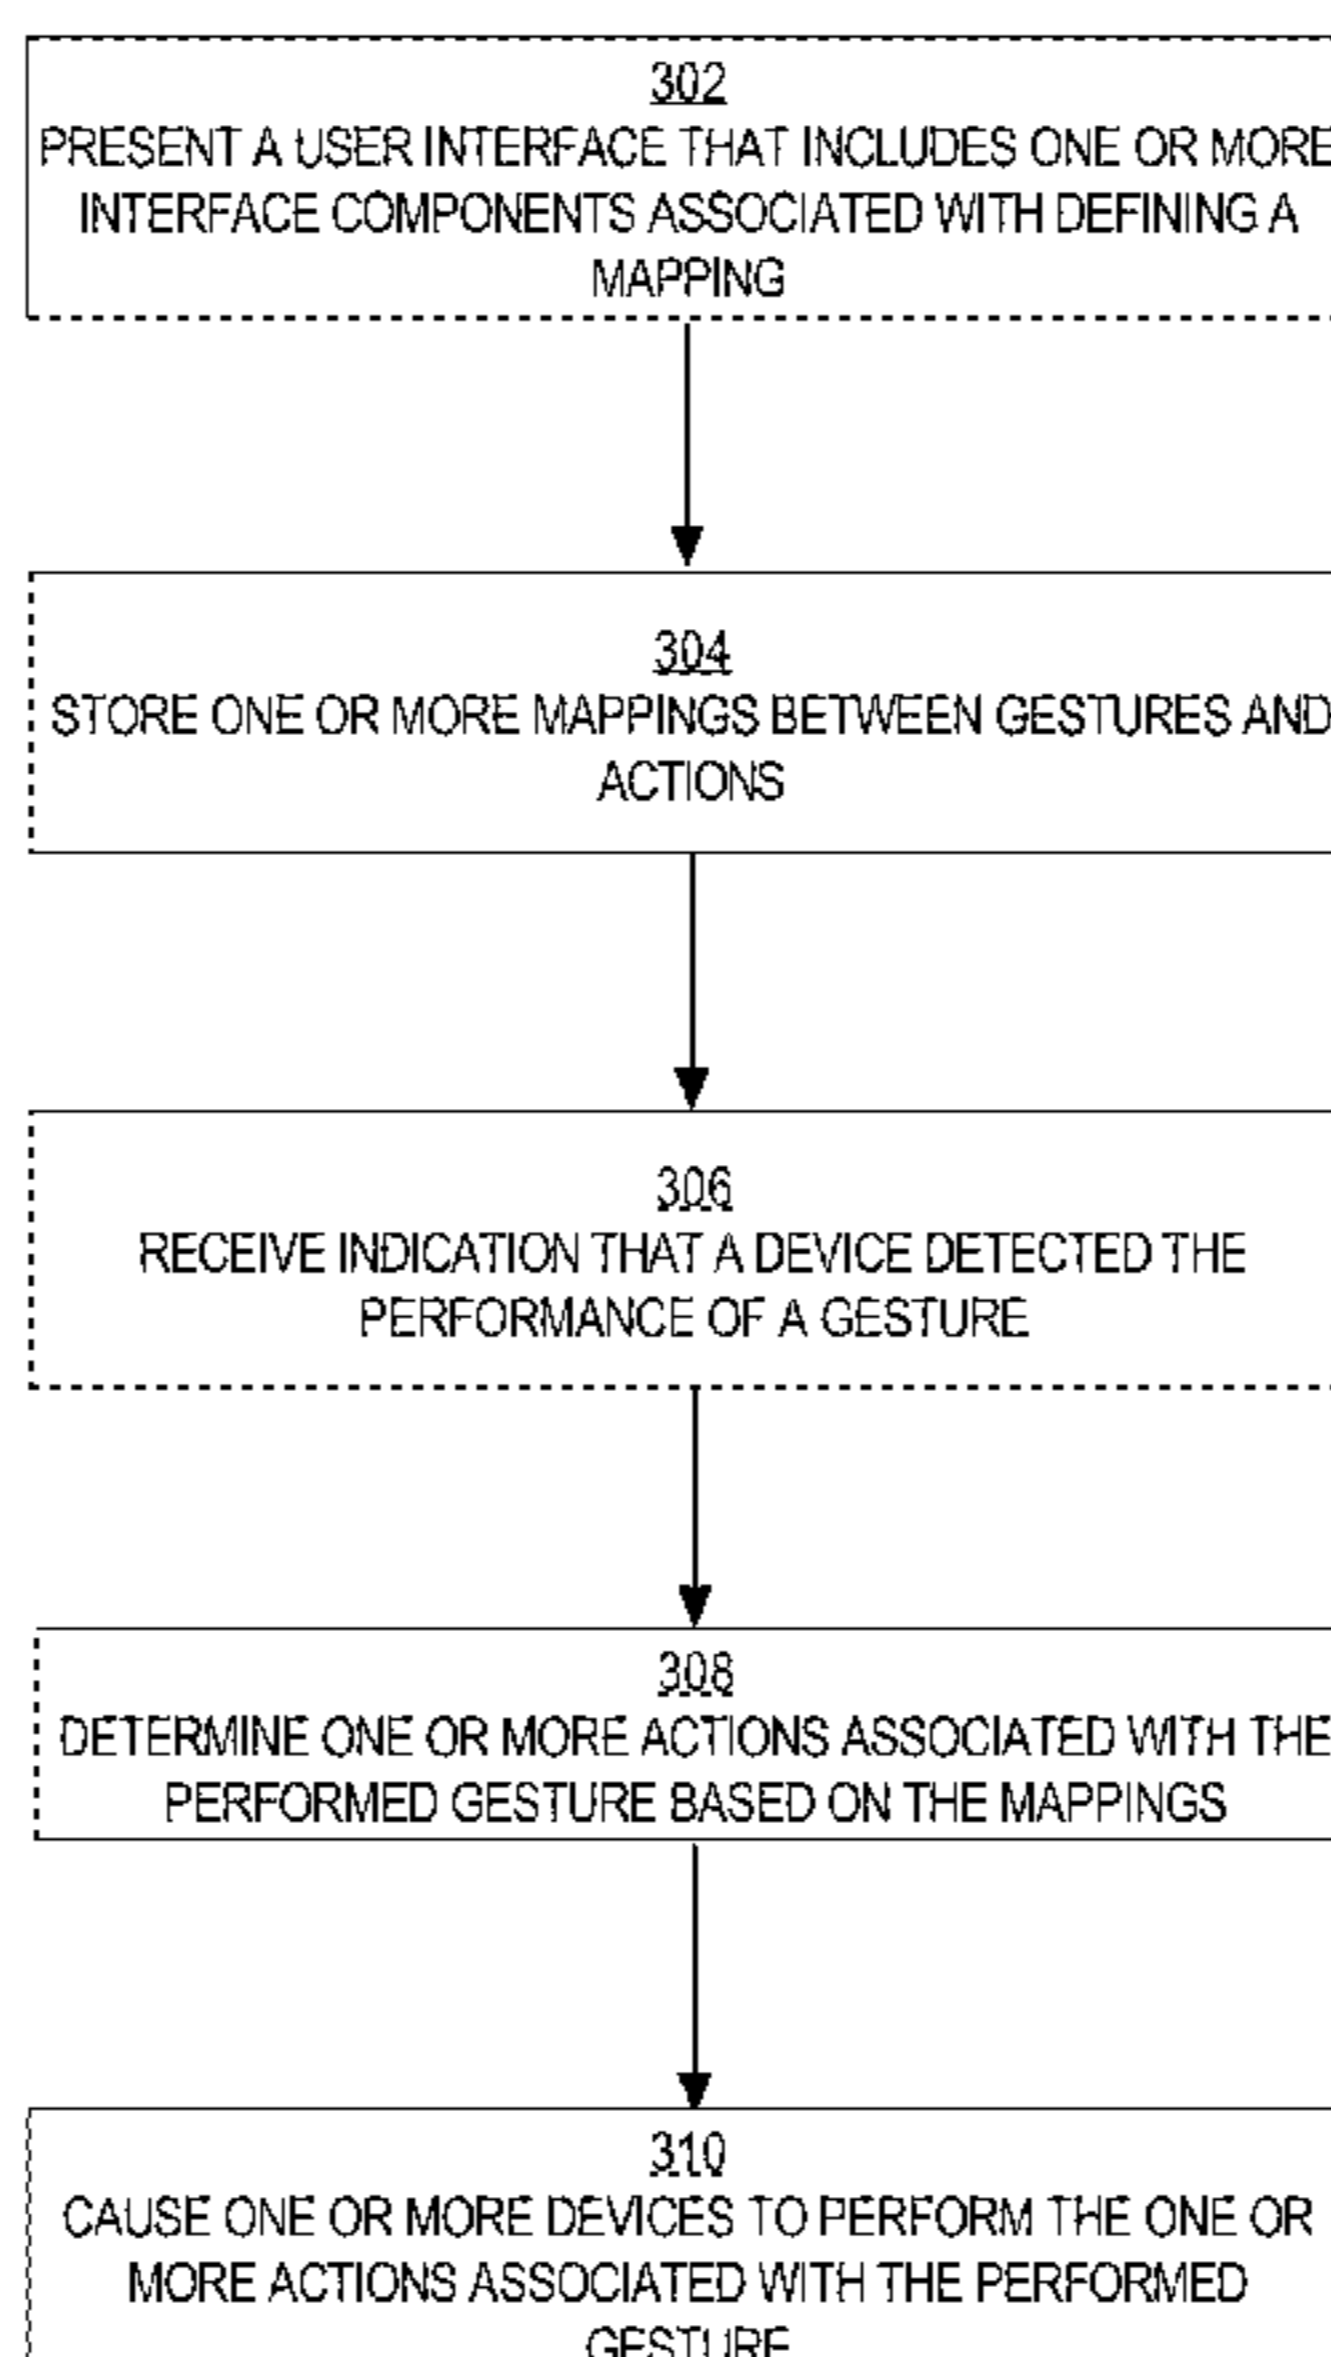 302
PRESENT A USER INTERFACE THAT INCLUDES ONE OR MORE
INTERFACE COMPONENTS ASSOCIATED WITH DEFINING A
MAPPING
304
STORE ONE OR MORE MAPPINGS BETWEEN GESTURES AND
ACTIONS
306
RECEIVE INDICATION THAT A DEVICE DETECTED THE
PERFORMANCE OF A GESTURE
308
DETERMINE ONE OR MORE ACTIONS ASSOCIATED WITH THE
PERFORMED GESTURE BASED ON THE MAPPINGS
310
CAUSE ONE OR MORE DEVICES TO PERFORM THE ONE OR
MORE ACTIONS ASSOCIATED WITH THE PERFORMED
GESTURE